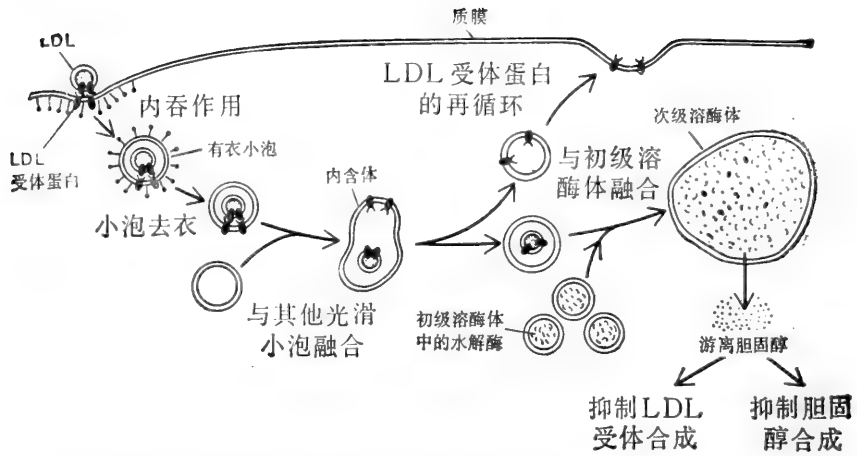 质膜
LDL
LDL 受体蛋白
的再循环
内吞作用
次级溶酶体
有衣小泡
LDL
受体蛋白
与初级溶
酶体融合
内含体
小泡去衣
与其他光滑
小泡融合
初级溶酶体
中的水解酶
游离胆固醇
抑制LDL
受体合成
抑制胆固
醇合成